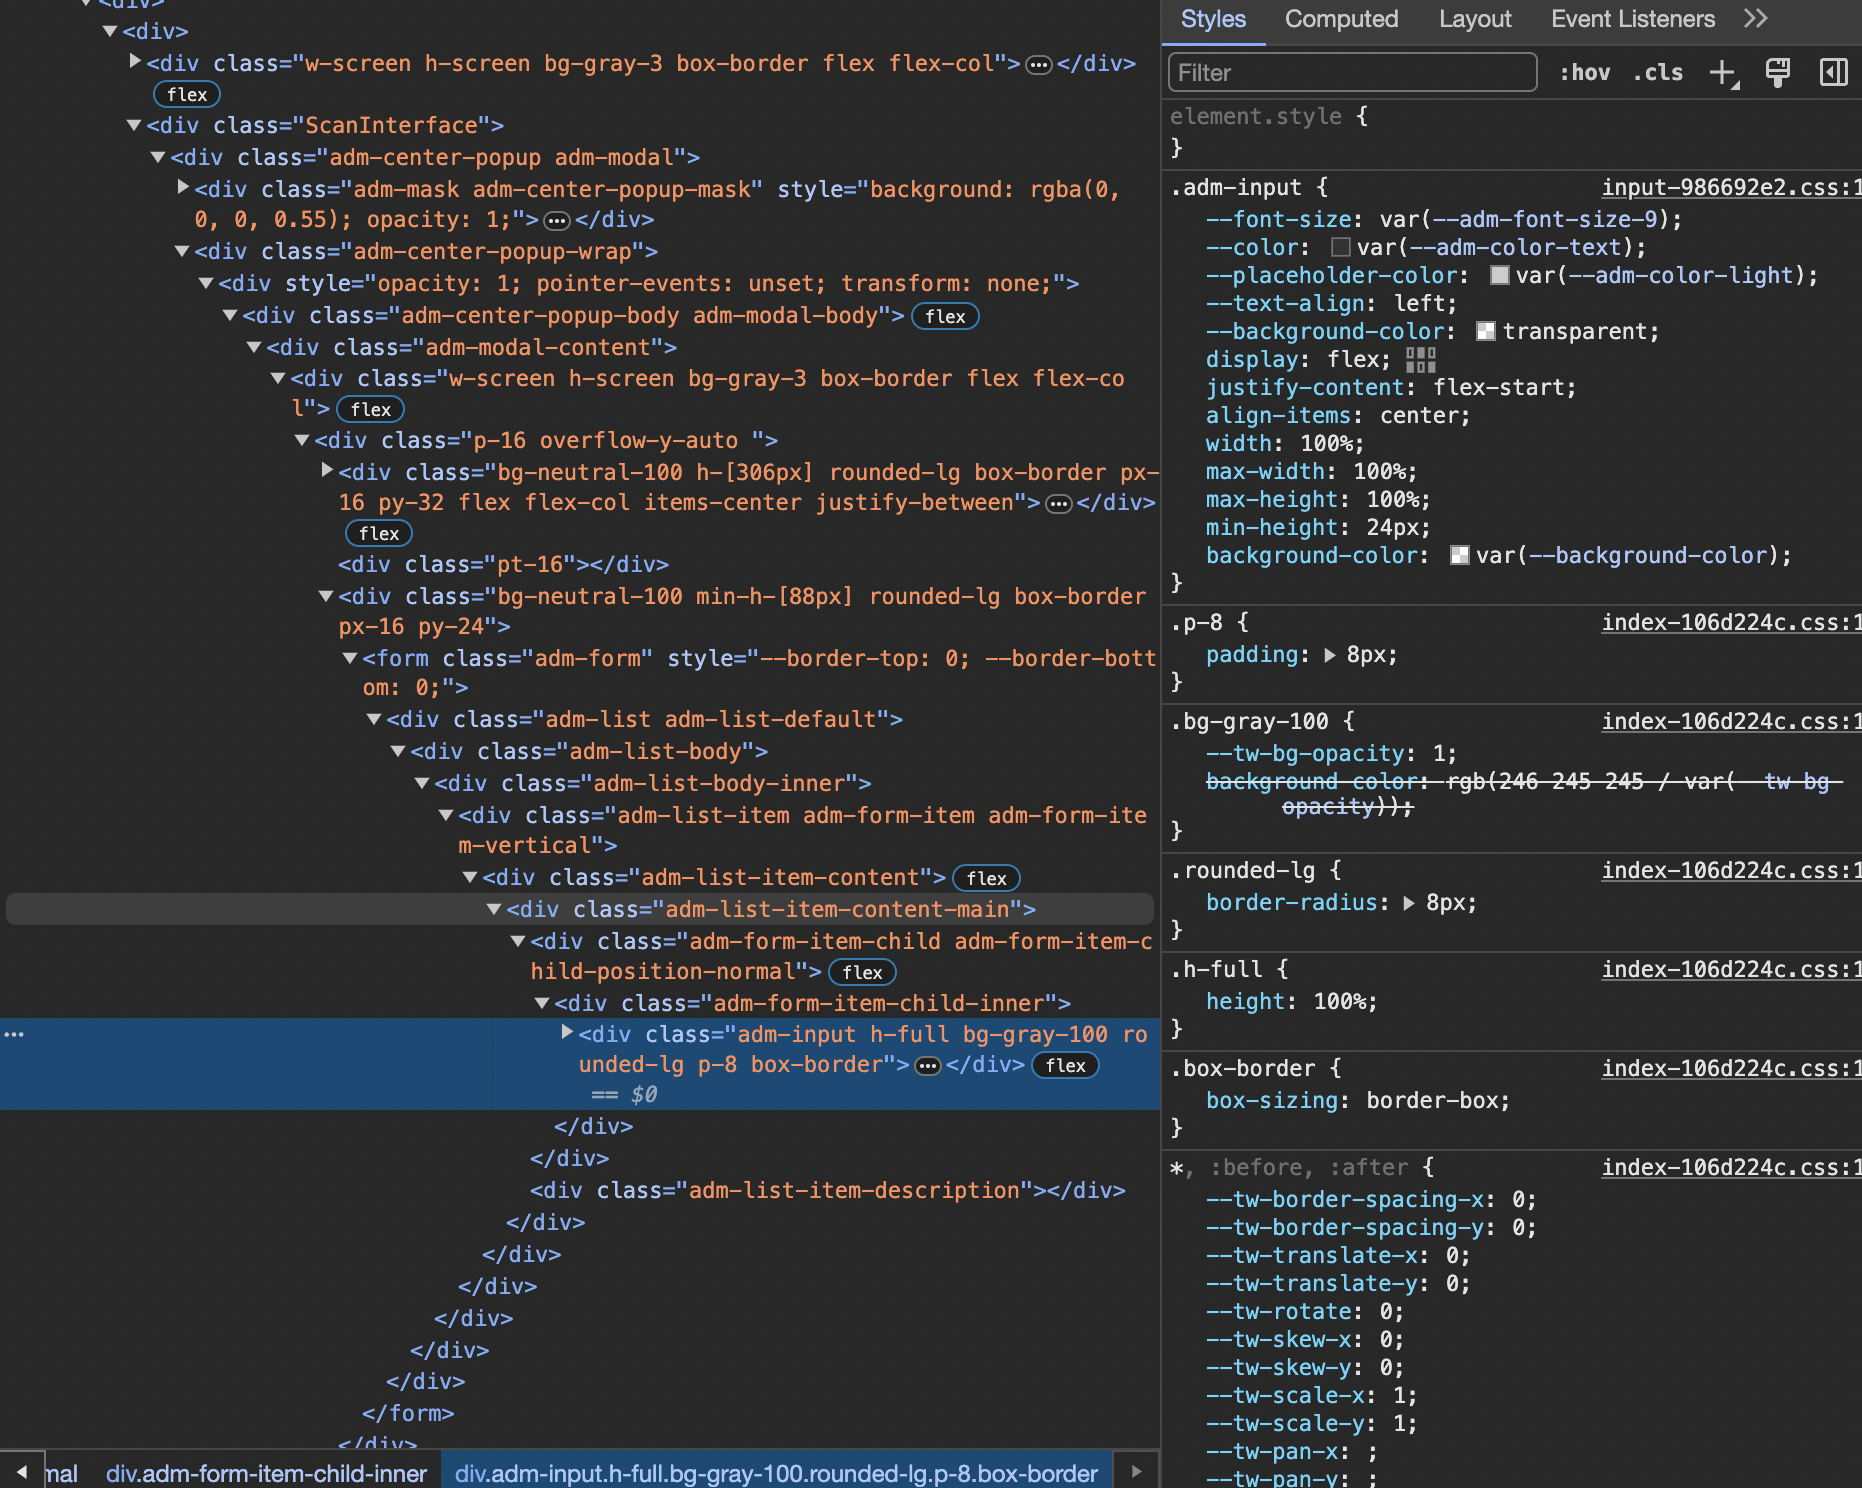 <div>
▼<div>
▶<div class="w-screen h-screen bg-gray-3 box-border flex flex-col">…</div>
flex
▼<div class="ScanInterface">
▼<div class="adm-center-popup adm-modal">
▶<div class="adm-mask adm-center-popup-mask" style="background: rgba(0,
0, 0, 0.55); opacity: 1;">…</div>
▼<div class="adm-center-popup-wrap">
▼<div style="opacity: 1; pointer-events: unset; transform: none;">
▼<div class="adm-center-popup-body adm-modal-body"> flex
▼<div class="adm-modal-content">
▼<div class="w-screen h-screen bg-gray-3 box-border flex flex-co
l"> flex
▼<div class="p-16 overflow-y-auto ">
▶<div class="bg-neutral-100 h-[306px] rounded-lg box-border px-
16 py-32 flex flex-col items-center justify-between">…</div>
flex
<div class="pt-16"></div>
▼<div class="bg-neutral-100 min-h-[88px] rounded-lg box-border
px-16 py-24">
▼<form class="adm-form" style="--border-top: 0; --border-bott
om: 0;">
▼<div class="adm-list adm-list-default">
▼<div class="adm-list-body">
▼<div class="adm-list-body-inner">
▼<div class="adm-list-item adm-form-item adm-form-ite
m-vertical">
▼<div class="adm-list-item-content"> flex
▼<div class="adm-list-item-content-main">
▼<div class="adm-form-item-child adm-form-item-c
hild-position-normal"> flex
▼<div class="adm-form-item-child-inner">
… ▶<div class="adm-input h-full bg-gray-100 ro
unded-lg p-8 box-border">…</div> flex
== $0
</div>
</div>
<div class="adm-list-item-description"></div>
</div>
</div>
</div>
</div>
</div>
</div>
</form>
</div>
mal div.adm-form-item-child-inner div.adm-input.h-full.bg-gray-100.rounded-lg.p-8.box-border
Styles Computed Layout Event Listeners
Filter :hov .cls
element.style {
}
.adm-input { input-986692e2.css:1
--font-size: var(--adm-font-size-9);
--color: var(--adm-color-text);
--placeholder-color: var(--adm-color-light);
--text-align: left;
--background-color: transparent;
display: flex;
justify-content: flex-start;
align-items: center;
width: 100%;
max-width: 100%;
max-height: 100%;
min-height: 24px;
background-color: var(--background-color);
}
.p-8 { index-106d224c.css:1
padding: ▶ 8px;
}
.bg-gray-100 { index-106d224c.css:1
--tw-bg-opacity: 1;
background-color: rgb(246 245 245 / var(--tw-bg-
opacity));
}
.rounded-lg { index-106d224c.css:1
border-radius: ▶ 8px;
}
.h-full { index-106d224c.css:1
height: 100%;
}
.box-border { index-106d224c.css:1
box-sizing: border-box;
}
*, :before, :after { index-106d224c.css:1
--tw-border-spacing-x: 0;
--tw-border-spacing-y: 0;
--tw-translate-x: 0;
--tw-translate-y: 0;
--tw-rotate: 0;
--tw-skew-x: 0;
--tw-skew-y: 0;
--tw-scale-x: 1;
--tw-scale-y: 1;
--tw-pan-x: ;
--tw-pan-y: ;